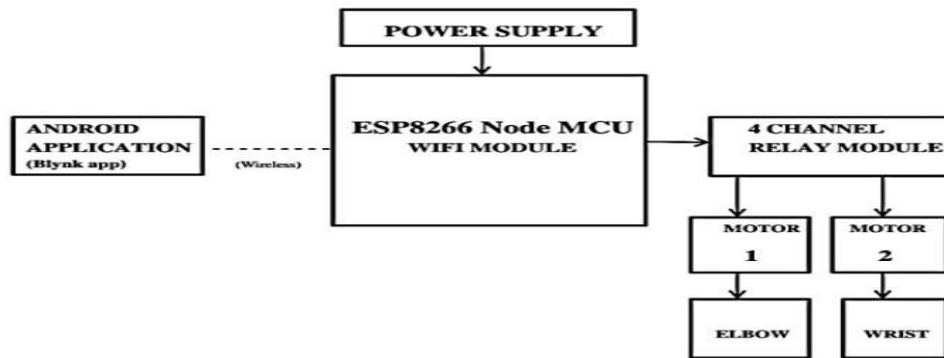 POWER SUPPLY
ANDROID
APPLICATION
(Blynk app)
(Wireless)
ESP8266 Node MCU
WIFI MODULE
4 CHANNEL
RELAY MODULE
MOTOR
1
MOTOR
2
ELBOW
WRIST